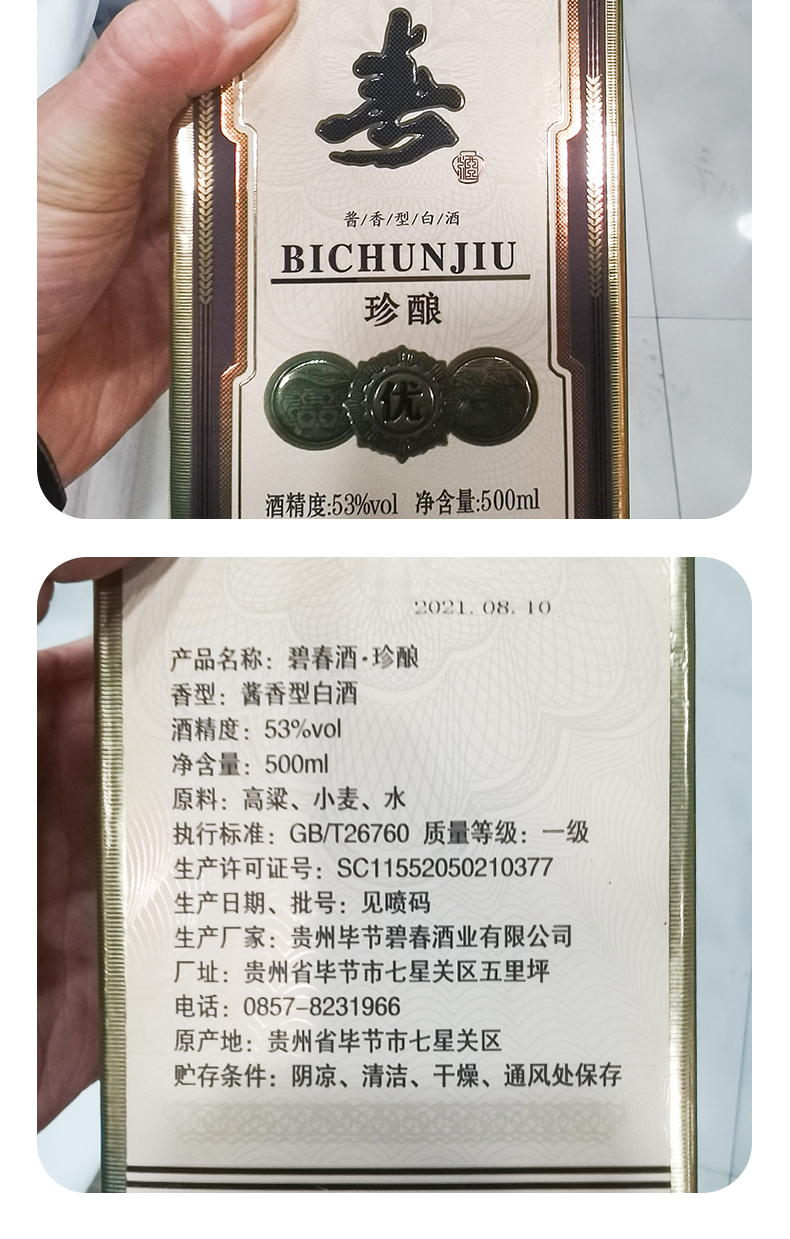 春
酒
酱/香/型/白/酒
BICHUNJIU
珍酿
优
酒精度:53%vol 净含量:500ml
2021.08.10
产品名称：碧春酒·珍酿
香型：酱香型白酒
酒精度：53%vol
净含量：500ml
原料：高粱、小麦、水
执行标准：GB/T26760 质量等级：一级
生产许可证号：SC11552050210377
生产日期、批号：见喷码
生产厂家：贵州毕节碧春酒业有限公司
厂址：贵州省毕节市七星关区五里坪
电话：0857-8231966
原产地：贵州省毕节市七星关区
贮存条件：阴凉、清洁、干燥、通风处保存